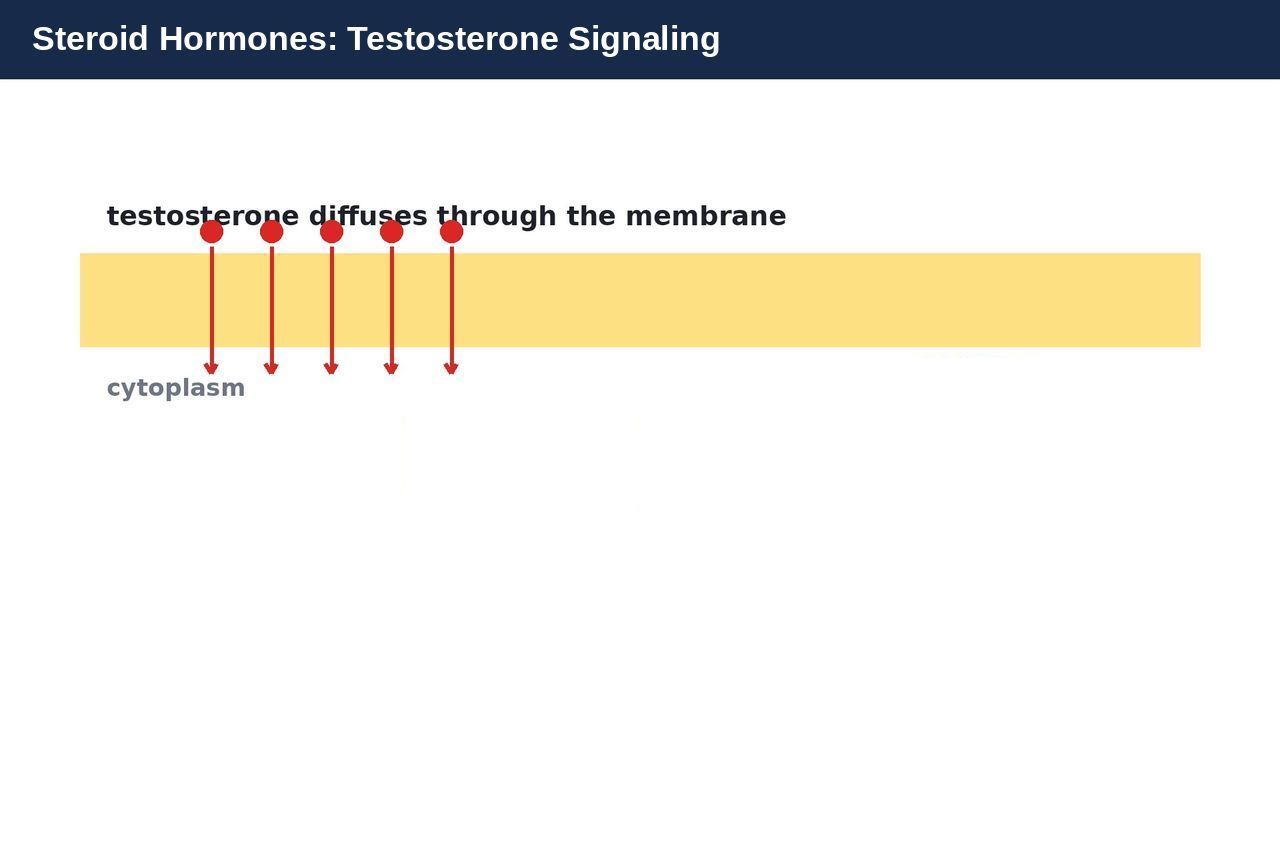 Steroid Hormones: Testosterone Signaling
testosterone diffuses through the membrane
cytoplasm